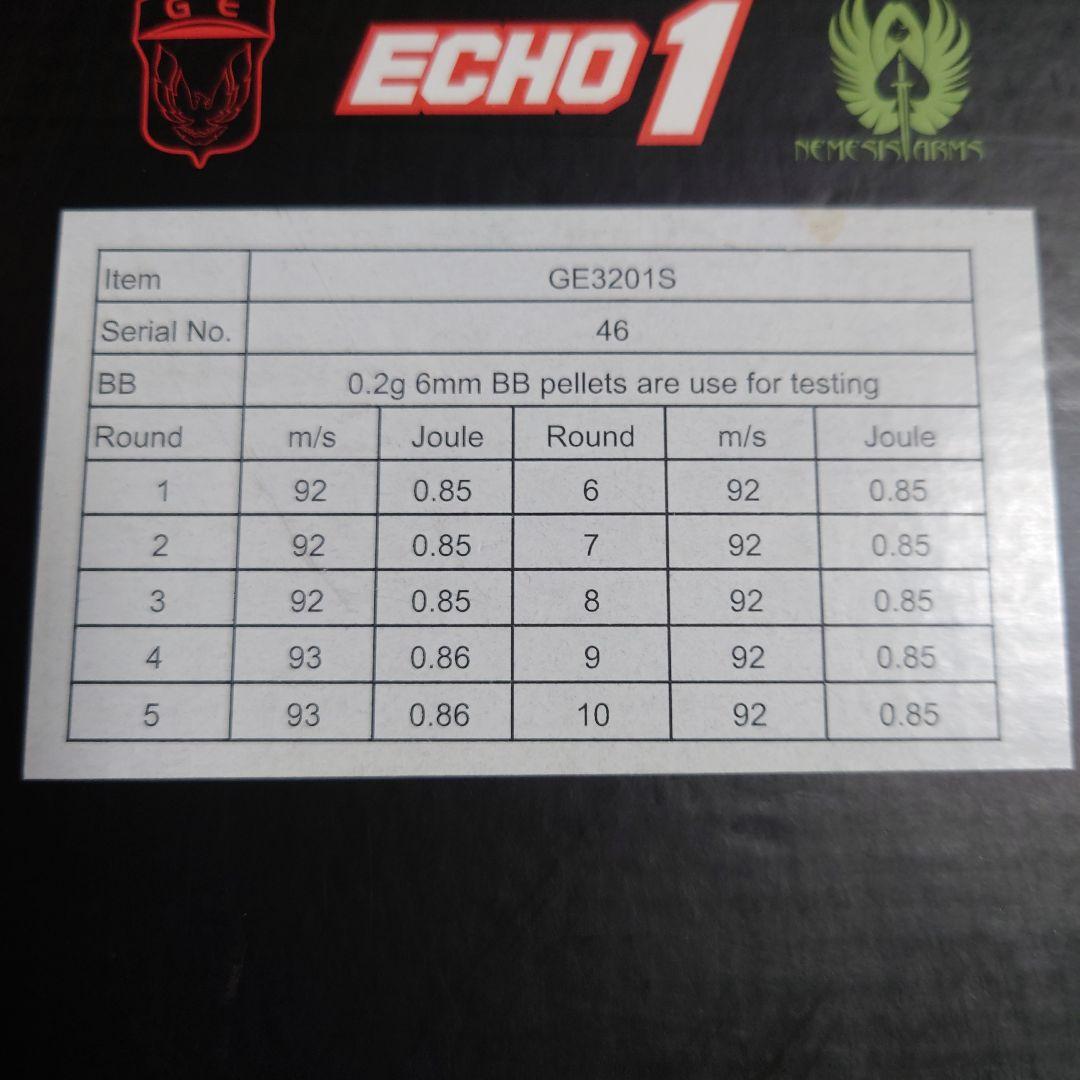 G E
ECHO1
NEMESIS ARMS
Item GE3201S
Serial No. 46
BB 0.2g 6mm BB pellets are use for testing
Round m/s Joule Round m/s Joule
1 92 0.85 6 92 0.85
2 92 0.85 7 92 0.85
3 92 0.85 8 92 0.85
4 93 0.86 9 92 0.85
5 93 0.86 10 92 0.85